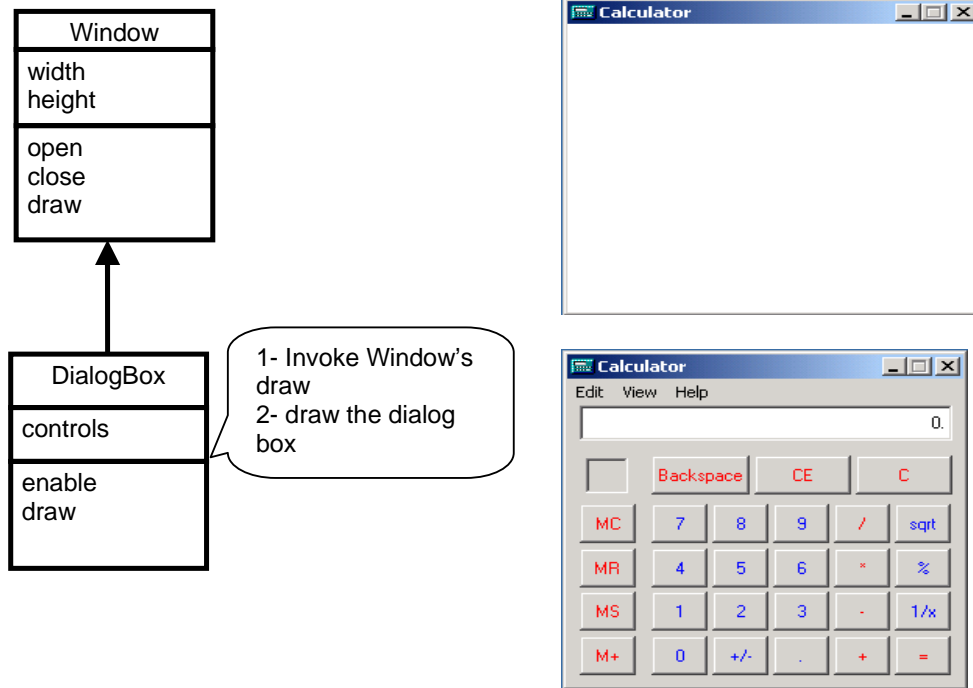 Window
width
height
open
close
draw
DialogBox
controls
enable
draw
1- Invoke Window's
draw
2- draw the dialog
box
Calculator
Calculator
Edit View Help
0.
Backspace CE C
MC 7 8 9 / sqrt
MR 4 5 6 * %
MS 1 2 3 - 1/x
M+ 0 +/- . + =